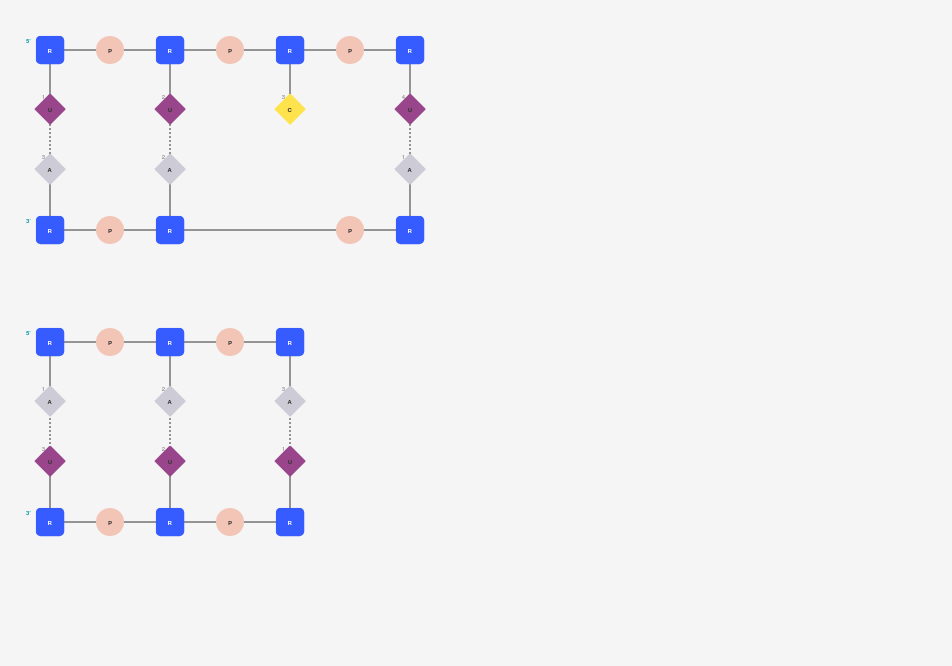 5' R P R P R P R
1 2 3 4
U U C U
3 2 1
A A A
3' R P R P R
5' R P R P R
1 2 3
A A A
3 2 1
U U U
3' R P R P R